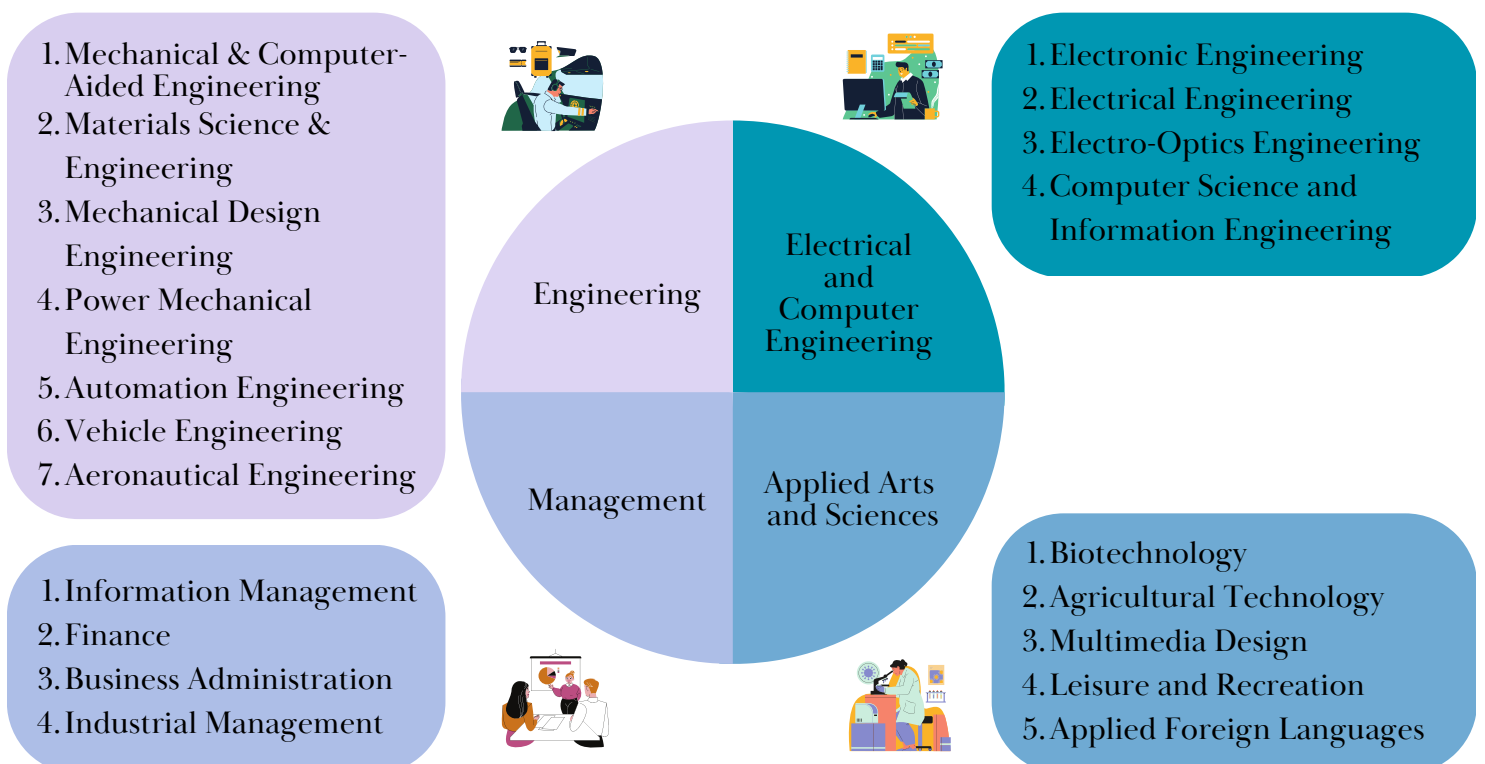 1. Mechanical & Computer-
Aided Engineering
2. Materials Science &
Engineering
3. Mechanical Design
Engineering
4. Power Mechanical
Engineering
5. Automation Engineering
6. Vehicle Engineering
7. Aeronautical Engineering
Engineering
Electrical
and
Computer
Engineering
1. Electronic Engineering
2. Electrical Engineering
3. Electro-Optics Engineering
4. Computer Science and
Information Engineering
Management
Applied Arts
and Sciences
1. Information Management
2. Finance
3. Business Administration
4. Industrial Management
1. Biotechnology
2. Agricultural Technology
3. Multimedia Design
4. Leisure and Recreation
5. Applied Foreign Languages